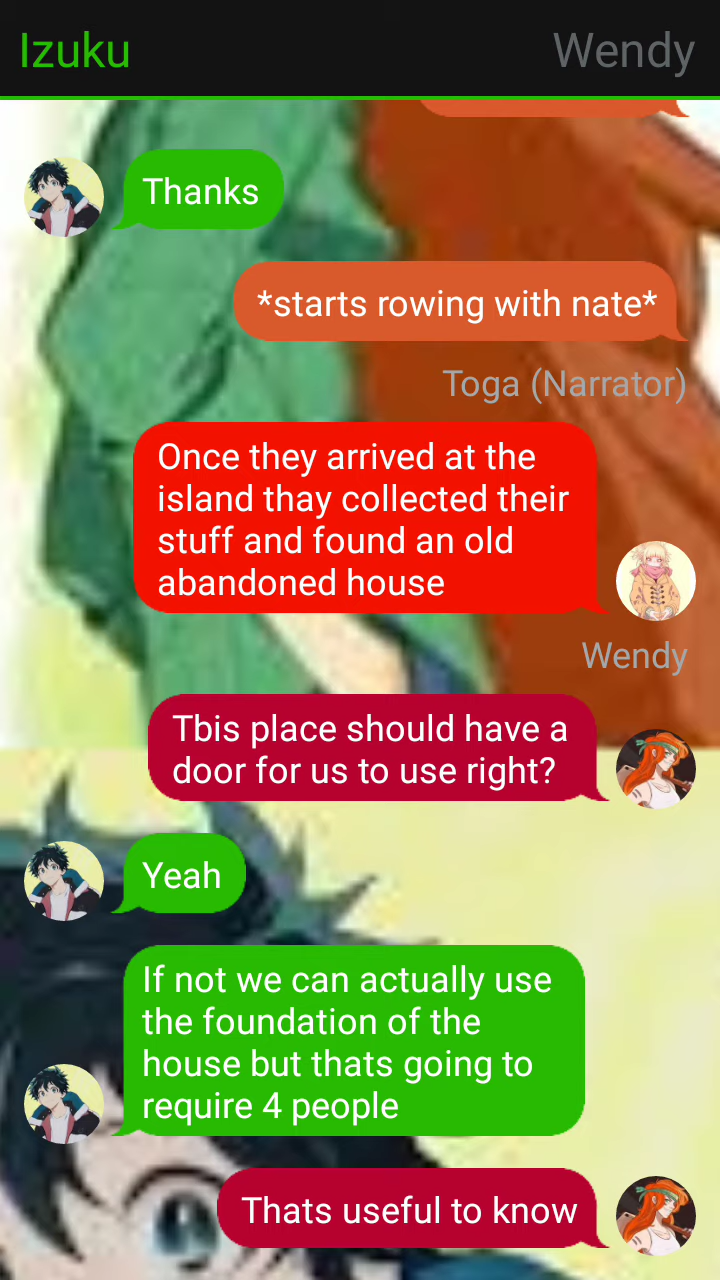 Izuku
Wendy
Thanks
*starts rowing with nate*
Toga (Narrator)
Once they arrived at the
island thay collected their
stuff and found an old
abandoned house
Wendy
Tbis place should have a
door for us to use right?
Yeah
If not we can actually use
the foundation of the
house but thats going to
require 4 people
Thats useful to know